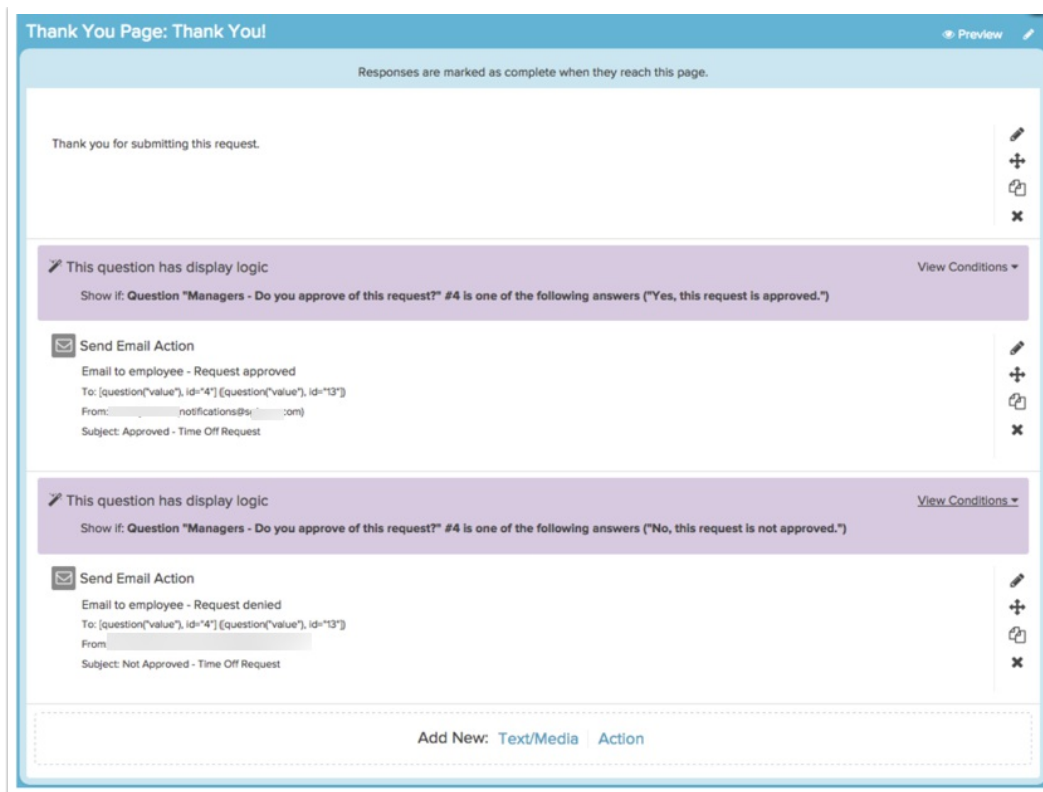 Thank You Page: Thank You!
Preview
Responses are marked as complete when they reach this page.
Thank you for submitting this request.
This question has display logic
View Conditions
Show if: Question "Managers - Do you approve of this request?" #4 is one of the following answers ("Yes, this request is approved.")
Send Email Action
Email to employee - Request approved
To: [question("value"), id="4"] ([question("value"), id="13"])
From: notifications@s com)
Subject: Approved - Time Off Request
This question has display logic
View Conditions
Show if: Question "Managers - Do you approve of this request?" #4 is one of the following answers ("No, this request is not approved.")
Send Email Action
Email to employee - Request denied
To: [question("value"), id="4"] ([question("value"), id="13"])
From
Subject: Not Approved - Time Off Request
Add New: Text/Media Action